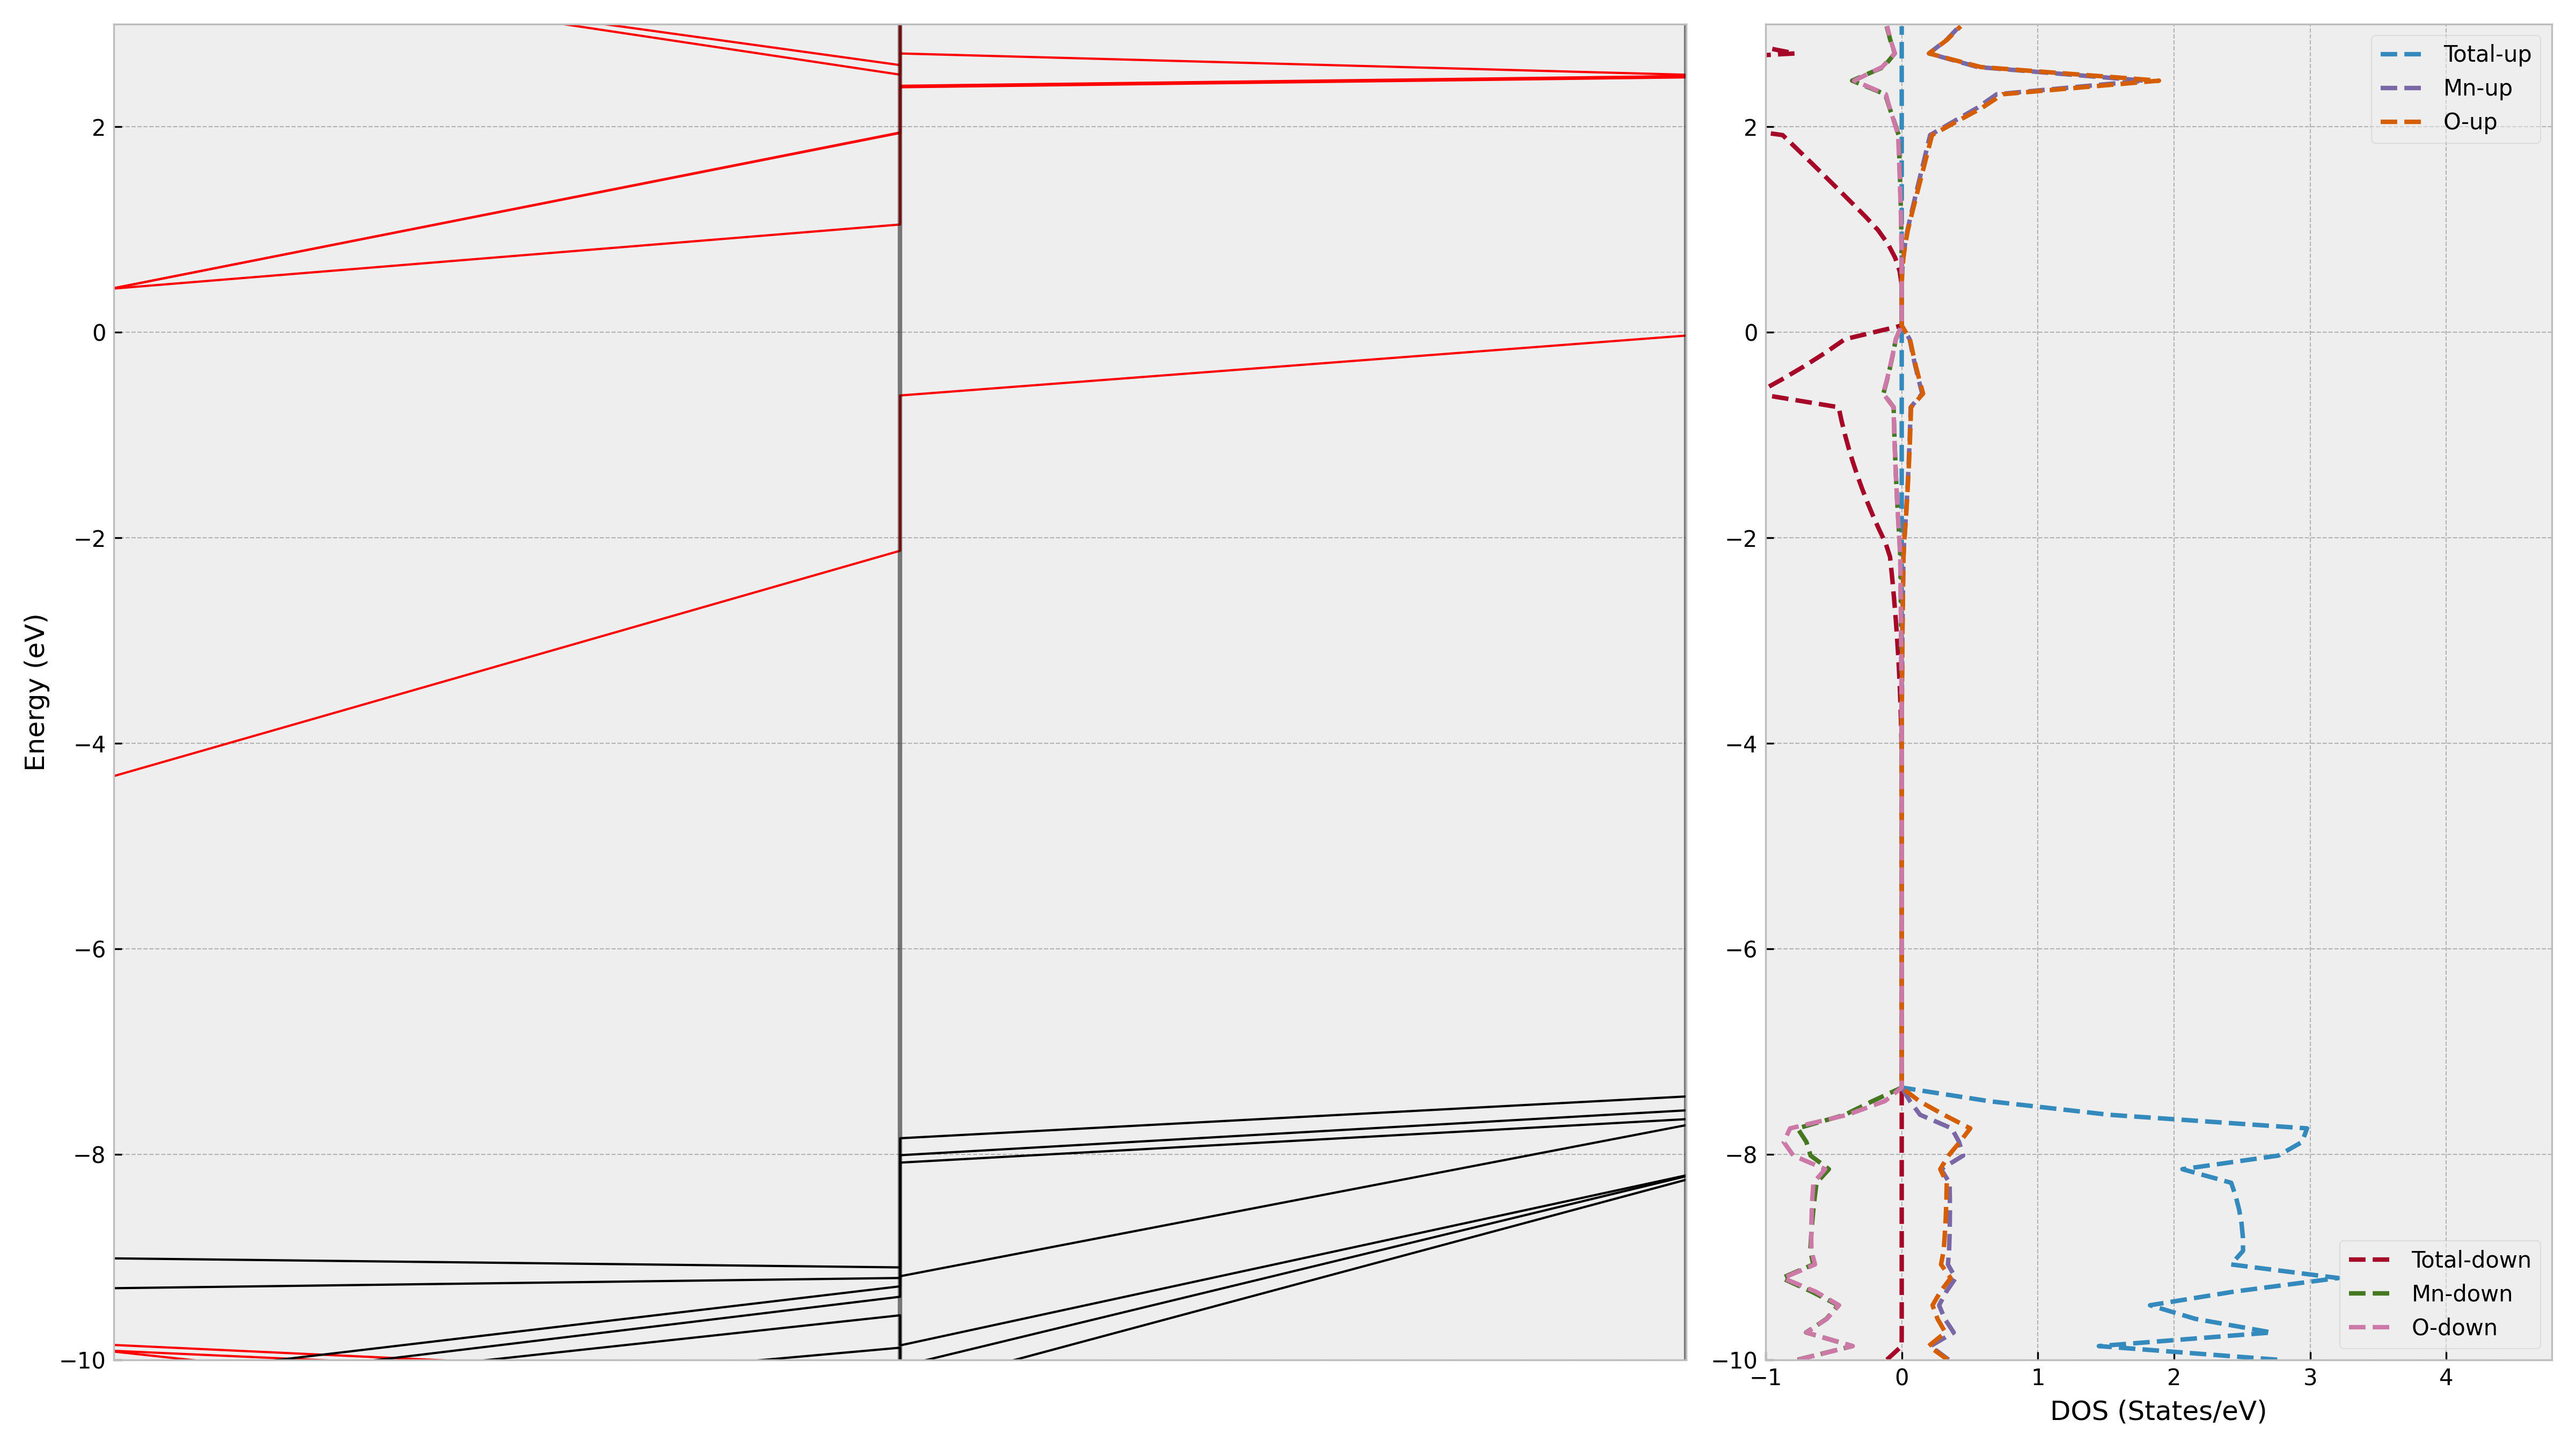 Energy (eV)
2
0
−2
−4
−6
−8
−10
2
0
−2
−4
−6
−8
−10
Total-up
Mn-up
O-up
Total-down
Mn-down
O-down
−1 0 1 2 3 4
DOS (States/eV)